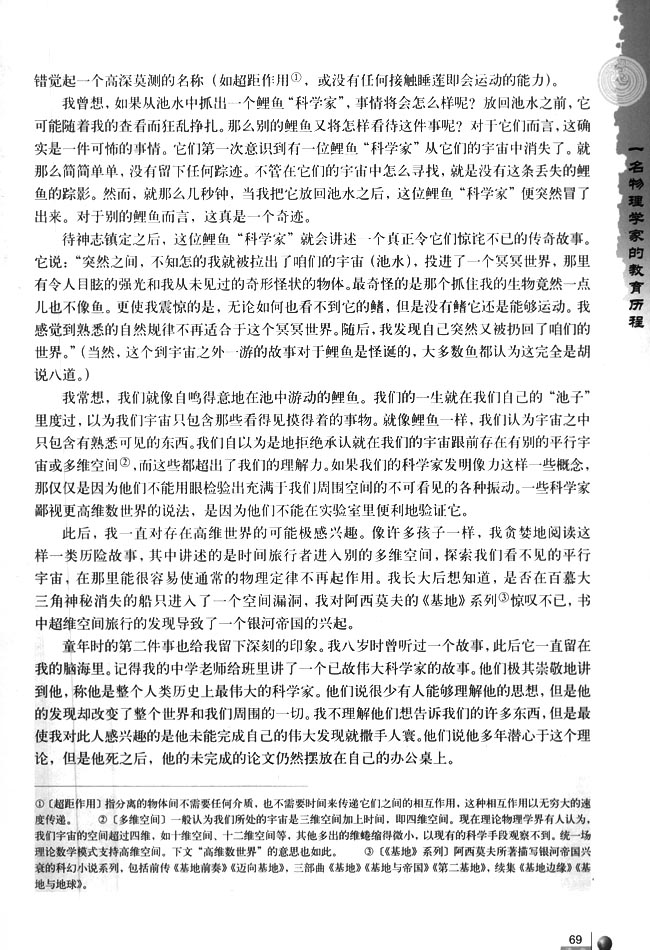 错觉起一个高深莫测的名称（如超距作用①，或没有任何接触睡莲即会运动的能力）。
我曾想，如果从池水中抓出一个鲤鱼“科学家”，事情将会怎么样呢？放回池水之前，它
可能随着我的查看而狂乱挣扎。那么别的鲤鱼又将怎样看待这件事呢？对于它们而言，这确
实是一件可怖的事情。它们第一次意识到有一位鲤鱼“科学家”从它们的宇宙中消失了。就
那么简简单单，没有留下任何踪迹。不管在它们的宇宙中怎么寻找，就是没有这条丢失的鲤
鱼的踪影。然而，就那么几秒钟，当我把它放回池水之后，这位鲤鱼“科学家”便突然冒了
出来。对于别的鲤鱼而言，这真是一个奇迹。
待神志镇定之后，这位鲤鱼“科学家”就会讲述一个真正令它们惊诧不已的传奇故事。
它说：“突然之间，不知怎的我就被拉出了咱们的宇宙（池水），投进了一个冥冥世界，那里
有令人目眩的强光和我从未见过的奇形怪状的物体。最奇怪的是那个抓住我的生物竟然一点
儿也不像鱼。更使我震惊的是，无论如何也看不到它的鳍，但是没有鳍它还是能够运动。我
感觉到熟悉的自然规律不再适合于这个冥冥世界。随后，我发现自己突然又被扔回了咱们的
世界。”（当然，这个到宇宙之外一游的故事对于鲤鱼是怪诞的，大多数鱼都认为这完全是胡
说八道。）
我常想，我们就像自鸣得意地在池中游动的鲤鱼。我们的一生就在我们自己的“池子”
里度过，以为我们宇宙只包含那些看得见摸得着的事物。就像鲤鱼一样，我们认为宇宙之中
只包含有熟悉可见的东西。我们自以为是地拒绝承认就在我们的宇宙跟前存在有别的平行宇
宙或多维空间②，而这些都超出了我们的理解力。如果我们的科学家发明像力这样一些概念，
那仅仅是因为他们不能用眼检验出充满于我们周围空间的不可看见的各种振动。一些科学家
鄙视更高维数世界的说法，是因为他们不能在实验室里便利地验证它。
此后，我一直对存在高维世界的可能极感兴趣。像许多孩子一样，我贪婪地阅读这
样一类历险故事，其中讲述的是时间旅行者进入别的多维空间，探索我们看不见的平行
宇宙，在那里能很容易使通常的物理定律不再起作用。我长大后想知道，是否在百慕大
三角神秘消失的船只进入了一个空间漏洞，我对阿西莫夫的《基地》系列③惊叹不已，书
中超维空间旅行的发现导致了一个银河帝国的兴起。
童年时的第二件事也给我留下深刻的印象。我八岁时曾听过一个故事，此后它一直留在
我的脑海里。记得我的中学老师给班里讲了一个已故伟大科学家的故事。他们极其崇敬地讲
到他，称他是整个人类历史上最伟大的科学家。他们说很少有人能够理解他的思想，但是他
的发现却改变了整个世界和我们周围的一切。我不理解他们想告诉我们的许多东西，但是最
使我对此人感兴趣的是他未能完成自己的伟大发现就撒手人寰。他们说他多年潜心于这个理
论，但是他死之后，他的未完成的论文仍然摆放在自己的办公桌上。
①〔超距作用〕指分离的物体间不需要任何介质，也不需要时间来传递它们之间的相互作用，这种相互作用以无穷大的速
度传递。 ②〔多维空间〕一般认为我们所处的宇宙是三维空间加上时间，即四维空间。现在理论物理学界有人认为，
我们宇宙的空间超过四维，如十维空间、十二维空间等，其他多出的维蜷缩得微小，以现有的科学手段观察不到。统一场
理论数学模式支持高维空间。下文“高维数世界”的意思也如此。 ③〔《基地》系列〕阿西莫夫所著描写银河帝国兴
衰的科幻小说系列，包括前传《基地前奏》《迈向基地》，三部曲《基地》《基地与帝国》《第二基地》，续集《基地边缘》《基
地与地球》。
一名物理学家的教育历程
69